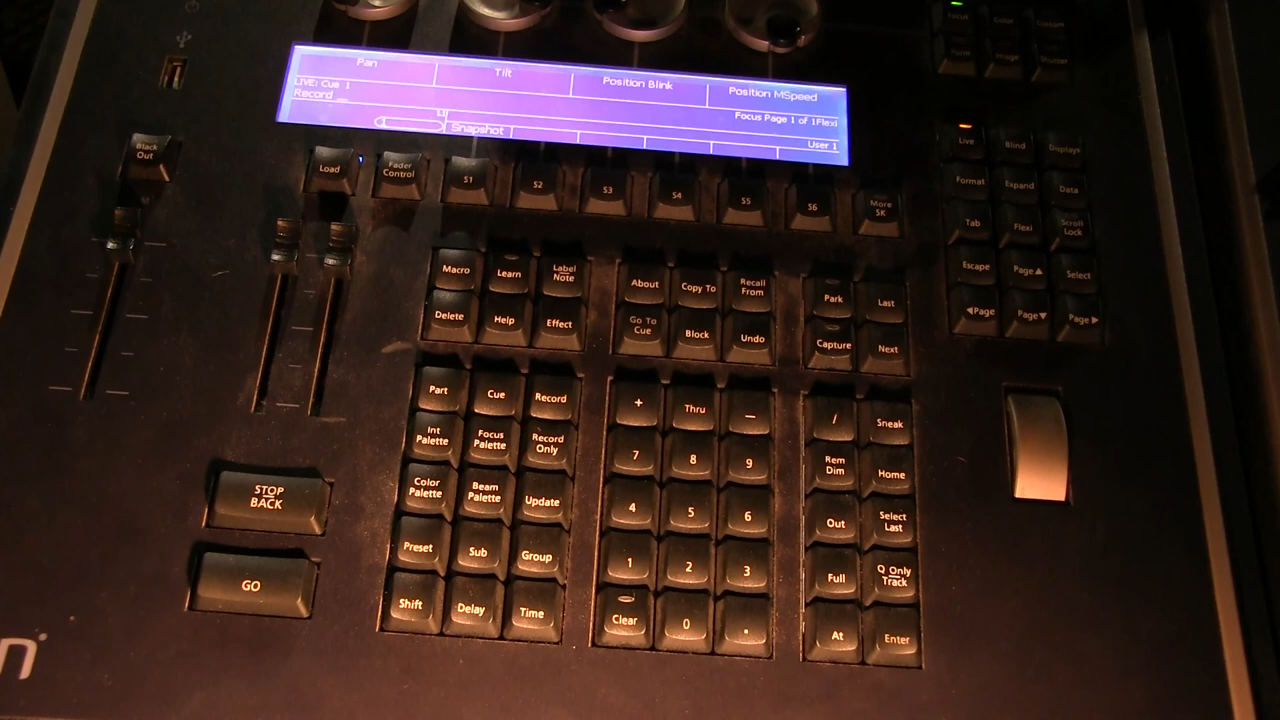 Focus Color Custom
Form Image Shutter
Pan Tilt Position Blink Position MSpeed
LIVE: Cue 1
Record
Focus Page 1 of 1Flexi
Snapshot
User 1
Black Out
Load Fader Control S1 S2 S3 S4 S5 S6 More SK
Live Blind Displays
Format Expand Data
Tab Flexi Scroll Lock
Escape Page▲ Select
◀Page Page▼ Page▶
Macro Learn Label Note About Copy To Recall From Park Last
Delete Help Effect Go To Cue Block Undo Capture Next
Part Cue Record + Thru – / Sneak
Int Palette Focus Palette Record Only 7 8 9 Rem Dim Home
Color Palette Beam Palette Update 4 5 6 Out Select Last
Preset Sub Group 1 2 3 Full Q Only Track
Shift Delay Time Clear 0 . At Enter
STOP BACK
GO
n